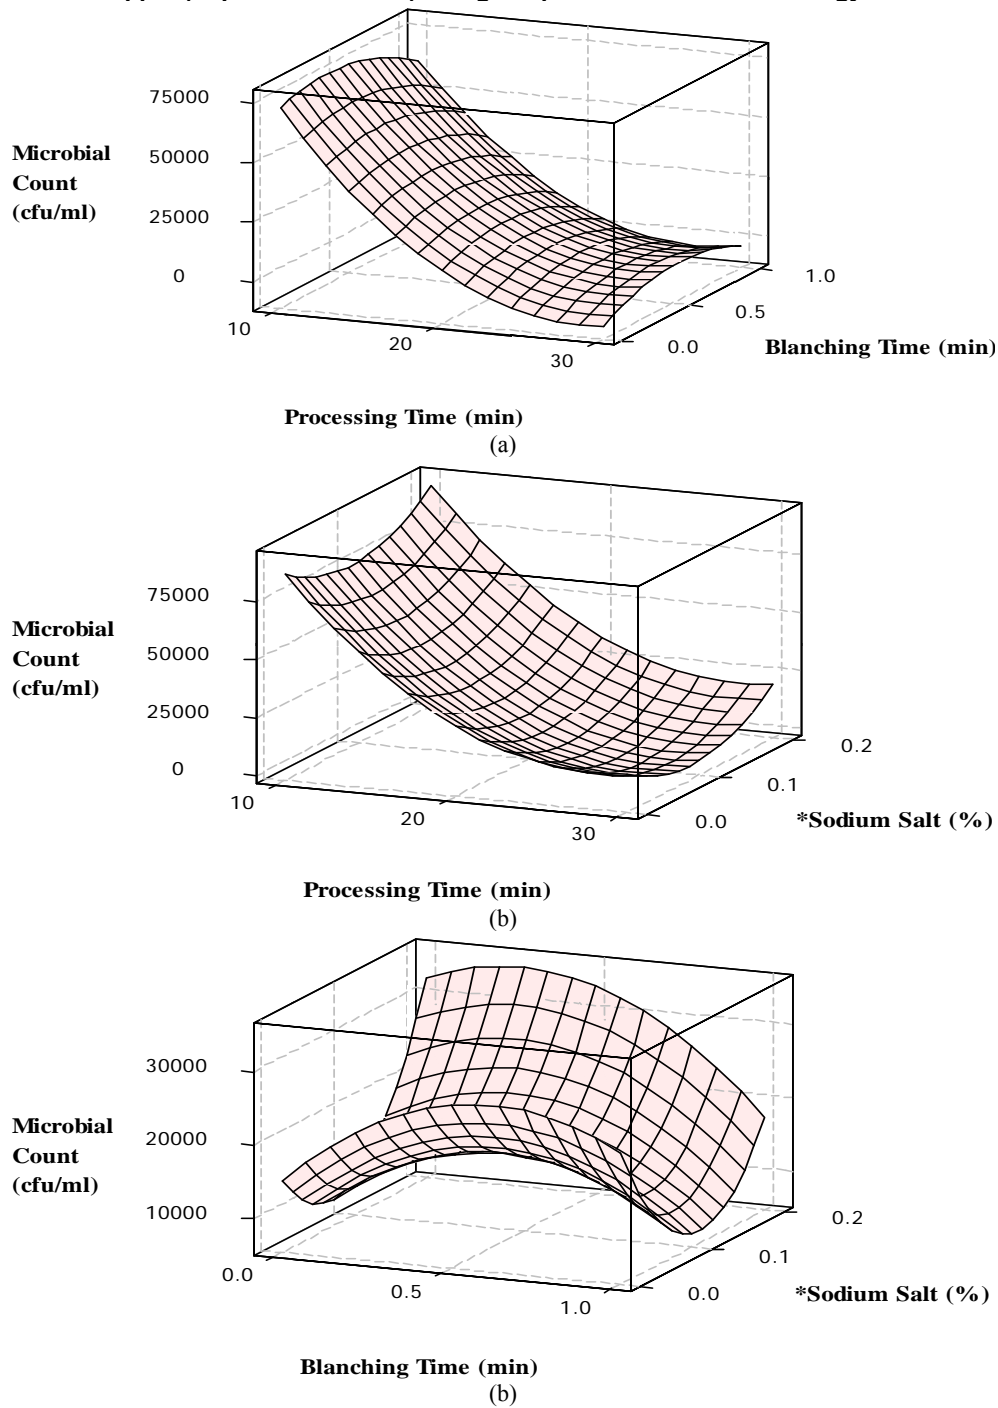 75000
Microbial
Count
(cfu/ml)
50000
25000
0
10
20
30
0.0
0.5
1.0
Blanching Time (min)
Processing Time (min)
(a)
75000
Microbial
Count
(cfu/ml)
50000
25000
0
10
20
30
0.0
0.1
0.2
*Sodium Salt (%)
Processing Time (min)
(b)
30000
Microbial
Count
(cfu/ml)
20000
10000
0.0
0.5
1.0
0.0
0.1
0.2
*Sodium Salt (%)
Blanching Time (min)
(b)